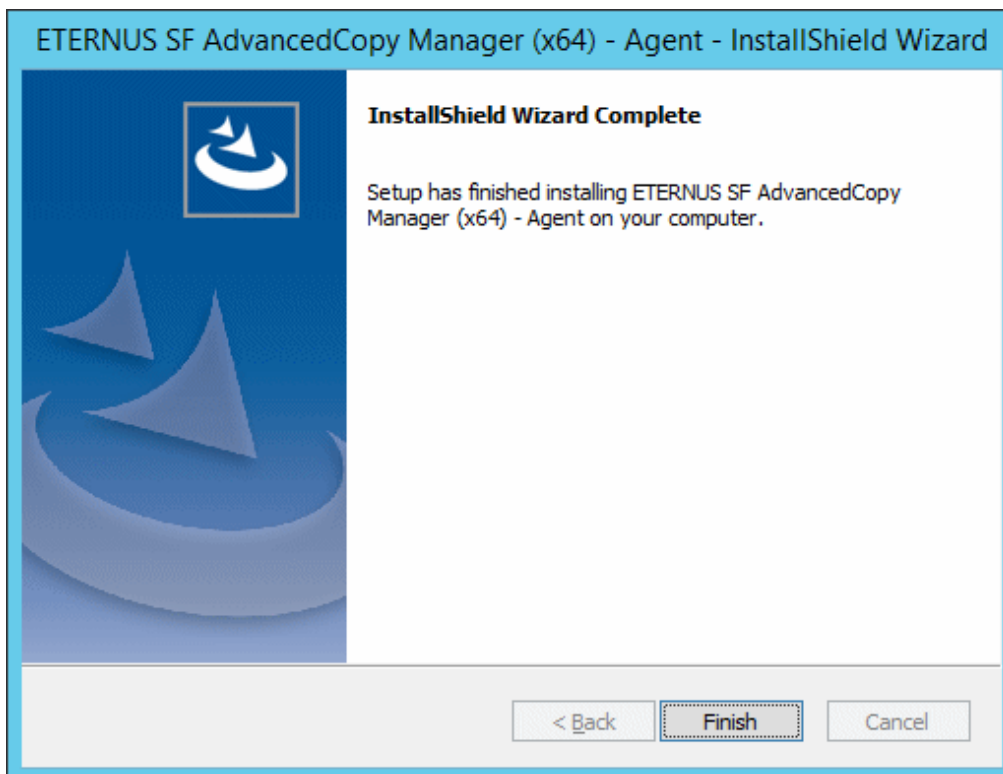 ETERNUS SF AdvancedCopy Manager (x64) - Agent - InstallShield Wizard
InstallShield Wizard Complete
Setup has finished installing ETERNUS SF AdvancedCopy
Manager (x64) - Agent on your computer.
< Back
Finish
Cancel